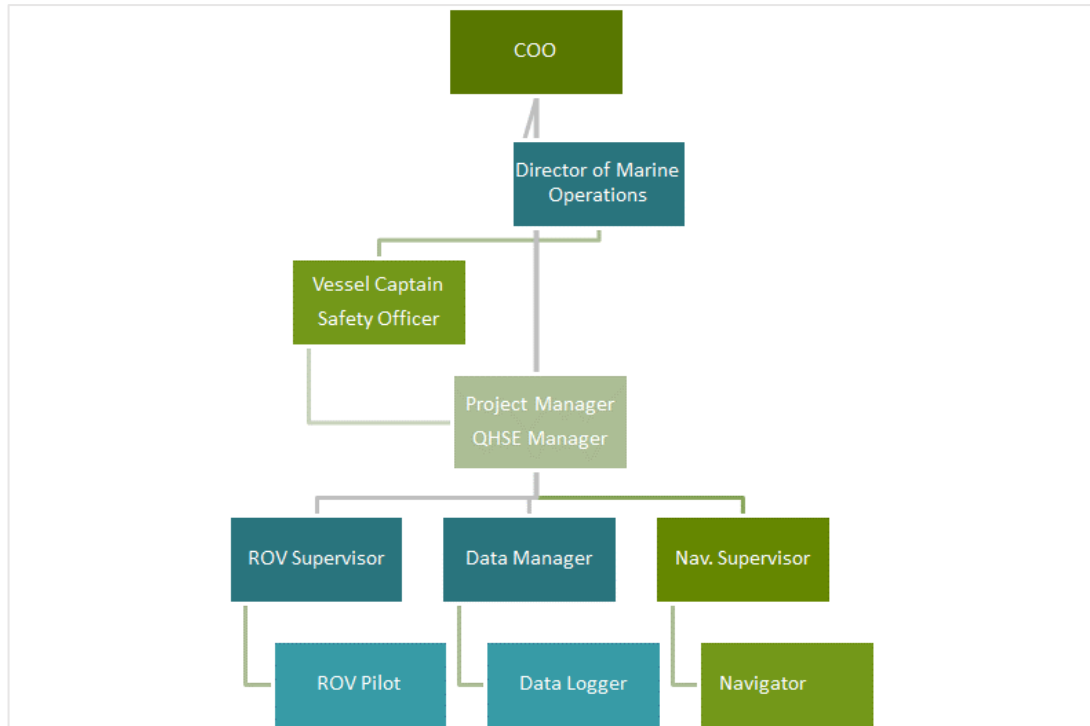 COO
Director of Marine
Operations
Vessel Captain
Safety Officer
Project Manager
QHSE Manager
ROV Supervisor
Data Manager
Nav. Supervisor
ROV Pilot
Data Logger
Navigator